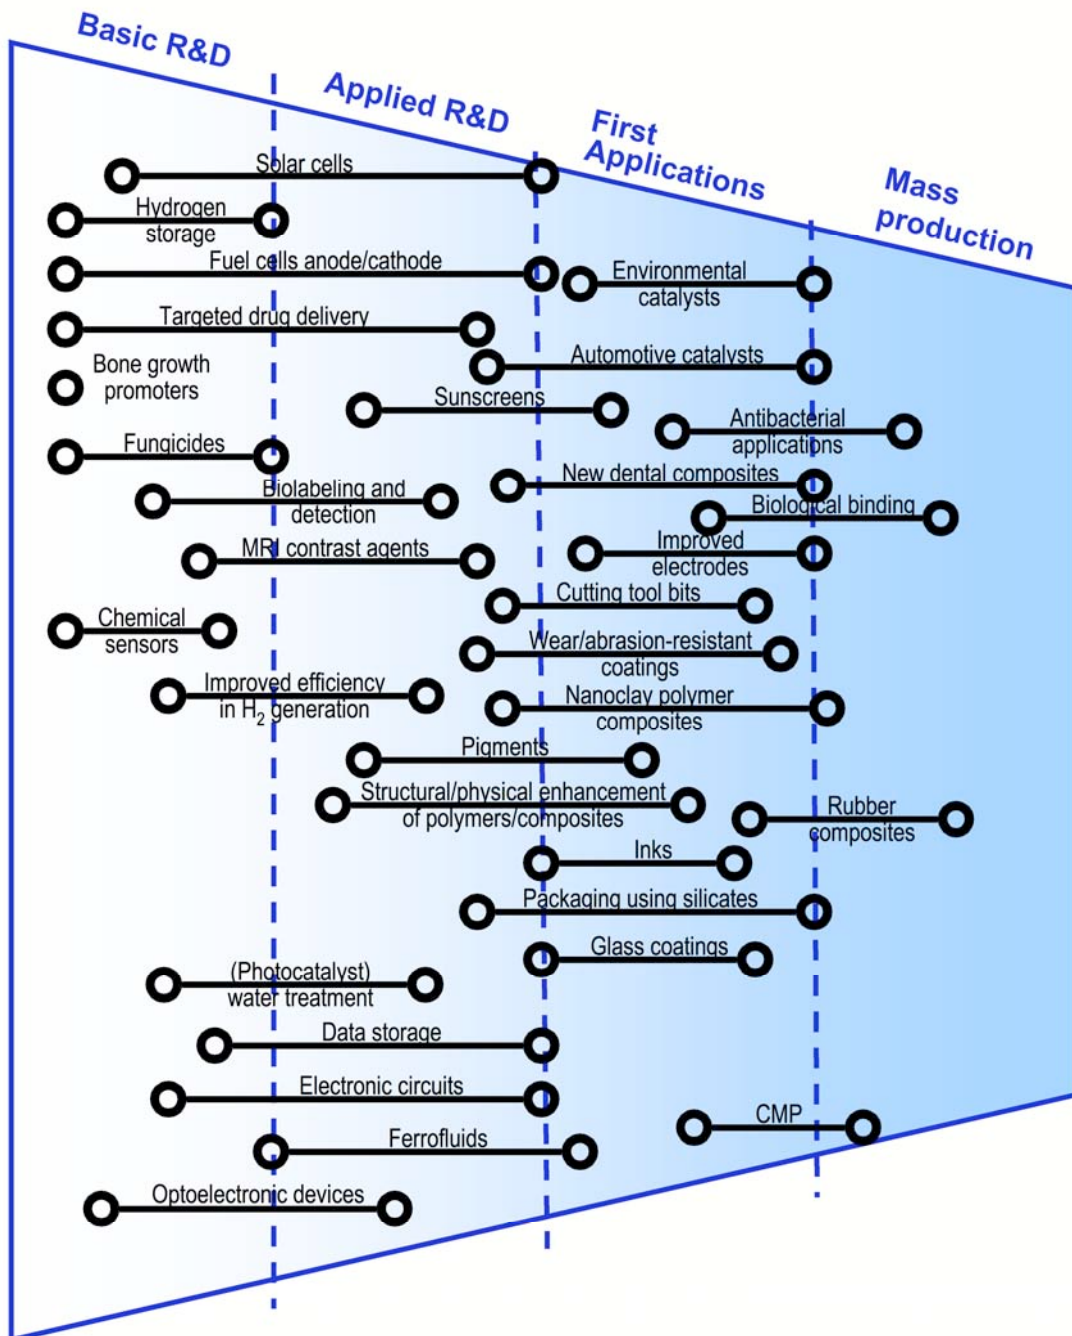 Basic R&D
Applied R&D
First
Applications
Mass
production
Solar cells
Hydrogen
storage
Fuel cells anode/cathode
Environmental
catalysts
Targeted drug delivery
Automotive catalysts
Bone growth
promoters
Sunscreens
Antibacterial
applications
Fungicides
New dental composites
Biolabeling and
detection
Biological binding
MRI contrast agents
Improved
electrodes
Cutting tool bits
Chemical
sensors
Wear/abrasion-resistant
coatings
Improved efficiency
in H2 generation
Nanoclay polymer
composites
Pigments
Structural/physical enhancement
of polymers/composites
Rubber
composites
Inks
Packaging using silicates
Glass coatings
(Photocatalyst)
water treatment
Data storage
Electronic circuits
CMP
Ferrofluids
Optoelectronic devices